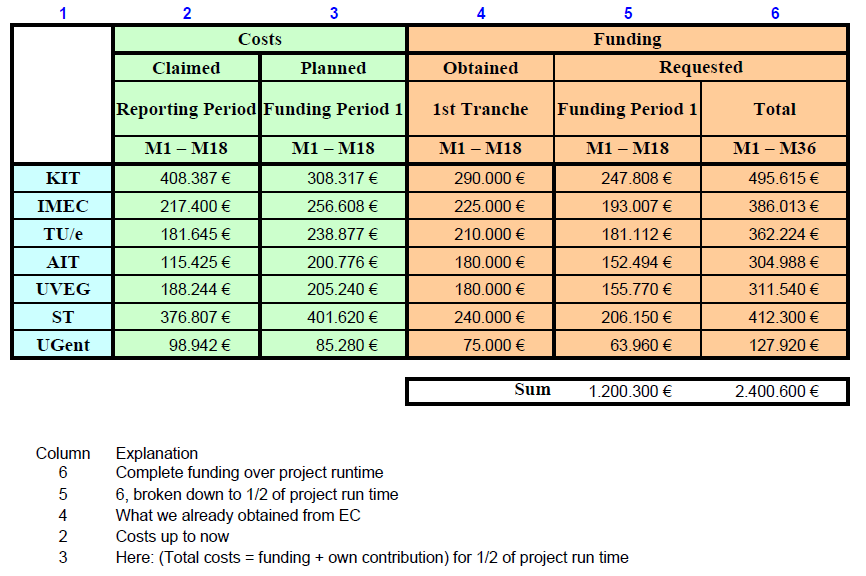 1 2 3 4 5 6
Costs Funding
Claimed Planned Obtained Requested
Reporting Period Funding Period 1 1st Tranche Funding Period 1 Total
M1 – M18 M1 – M18 M1 – M18 M1 – M18 M1 – M36
KIT 408.387 € 308.317 € 290.000 € 247.808 € 495.615 €
IMEC 217.400 € 256.608 € 225.000 € 193.007 € 386.013 €
TU/e 181.645 € 238.877 € 210.000 € 181.112 € 362.224 €
AIT 115.425 € 200.776 € 180.000 € 152.494 € 304.988 €
UVEG 188.244 € 205.240 € 180.000 € 155.770 € 311.540 €
ST 376.807 € 401.620 € 240.000 € 206.150 € 412.300 €
UGent 98.942 € 85.280 € 75.000 € 63.960 € 127.920 €
Sum 1.200.300 € 2.400.600 €
Column Explanation
6 Complete funding over project runtime
5 6, broken down to 1/2 of project run time
4 What we already obtained from EC
2 Costs up to now
3 Here: (Total costs = funding + own contribution) for 1/2 of project run time